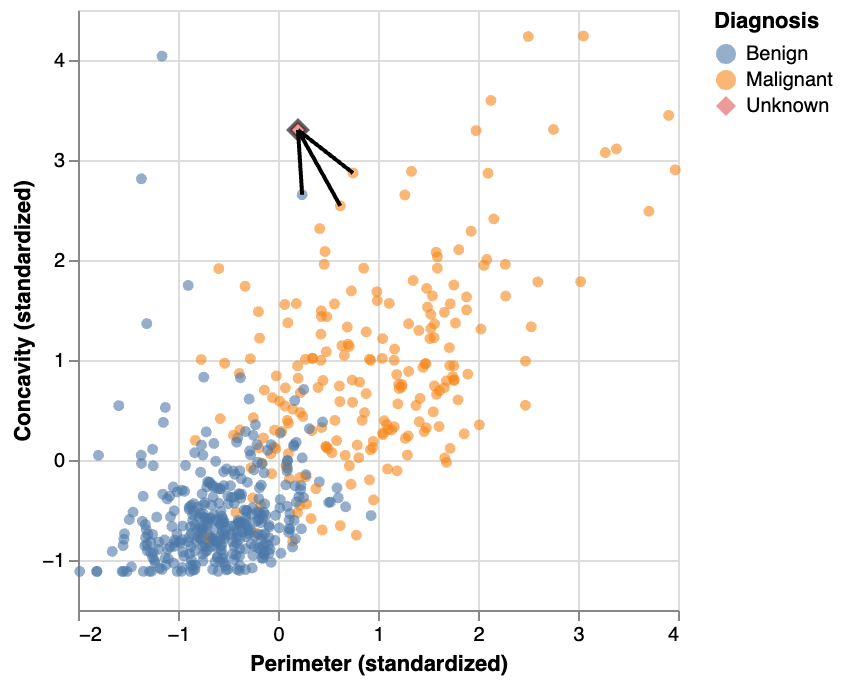 Diagnosis
Benign
Malignant
Unknown
4
3
2
1
0
−1
−2
−1
0
1
2
3
4
Concavity (standardized)
Perimeter (standardized)